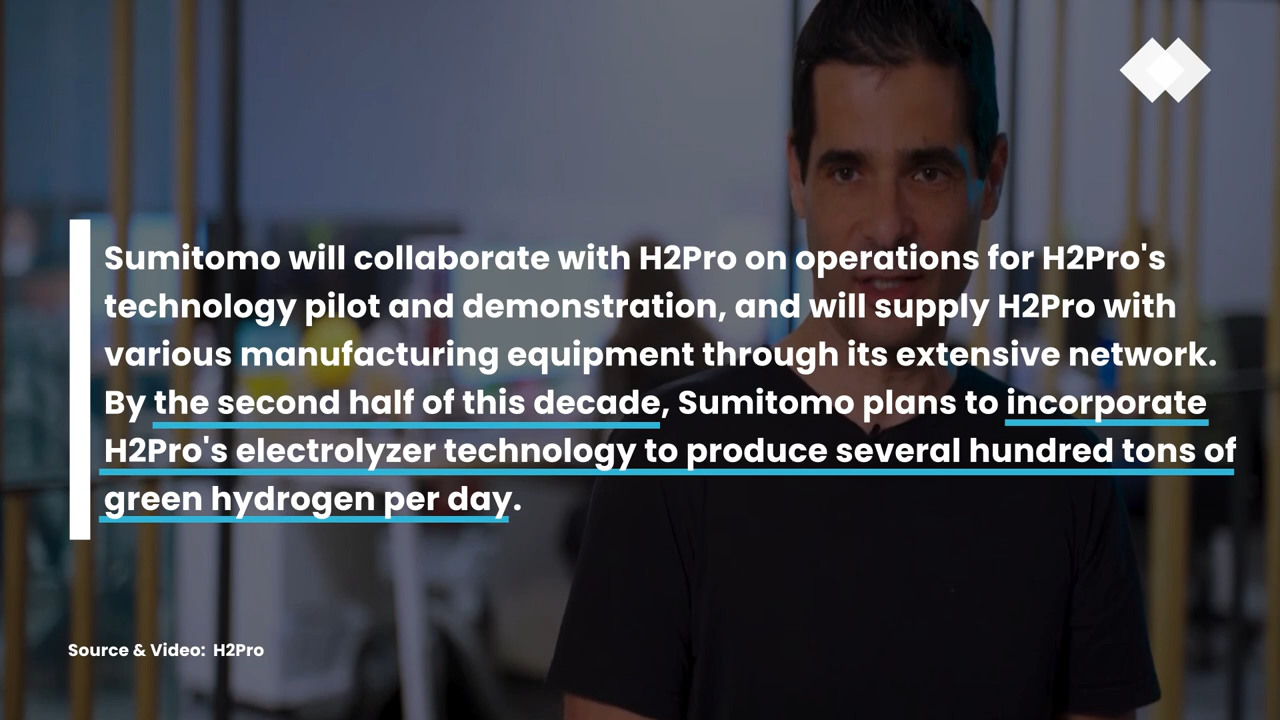 Sumitomo will collaborate with H2Pro on operations for H2Pro's
technology pilot and demonstration, and will supply H2Pro with
various manufacturing equipment through its extensive network.
By the second half of this decade, Sumitomo plans to incorporate
H2Pro's electrolyzer technology to produce several hundred tons of
green hydrogen per day.
Source & Video: H2Pro